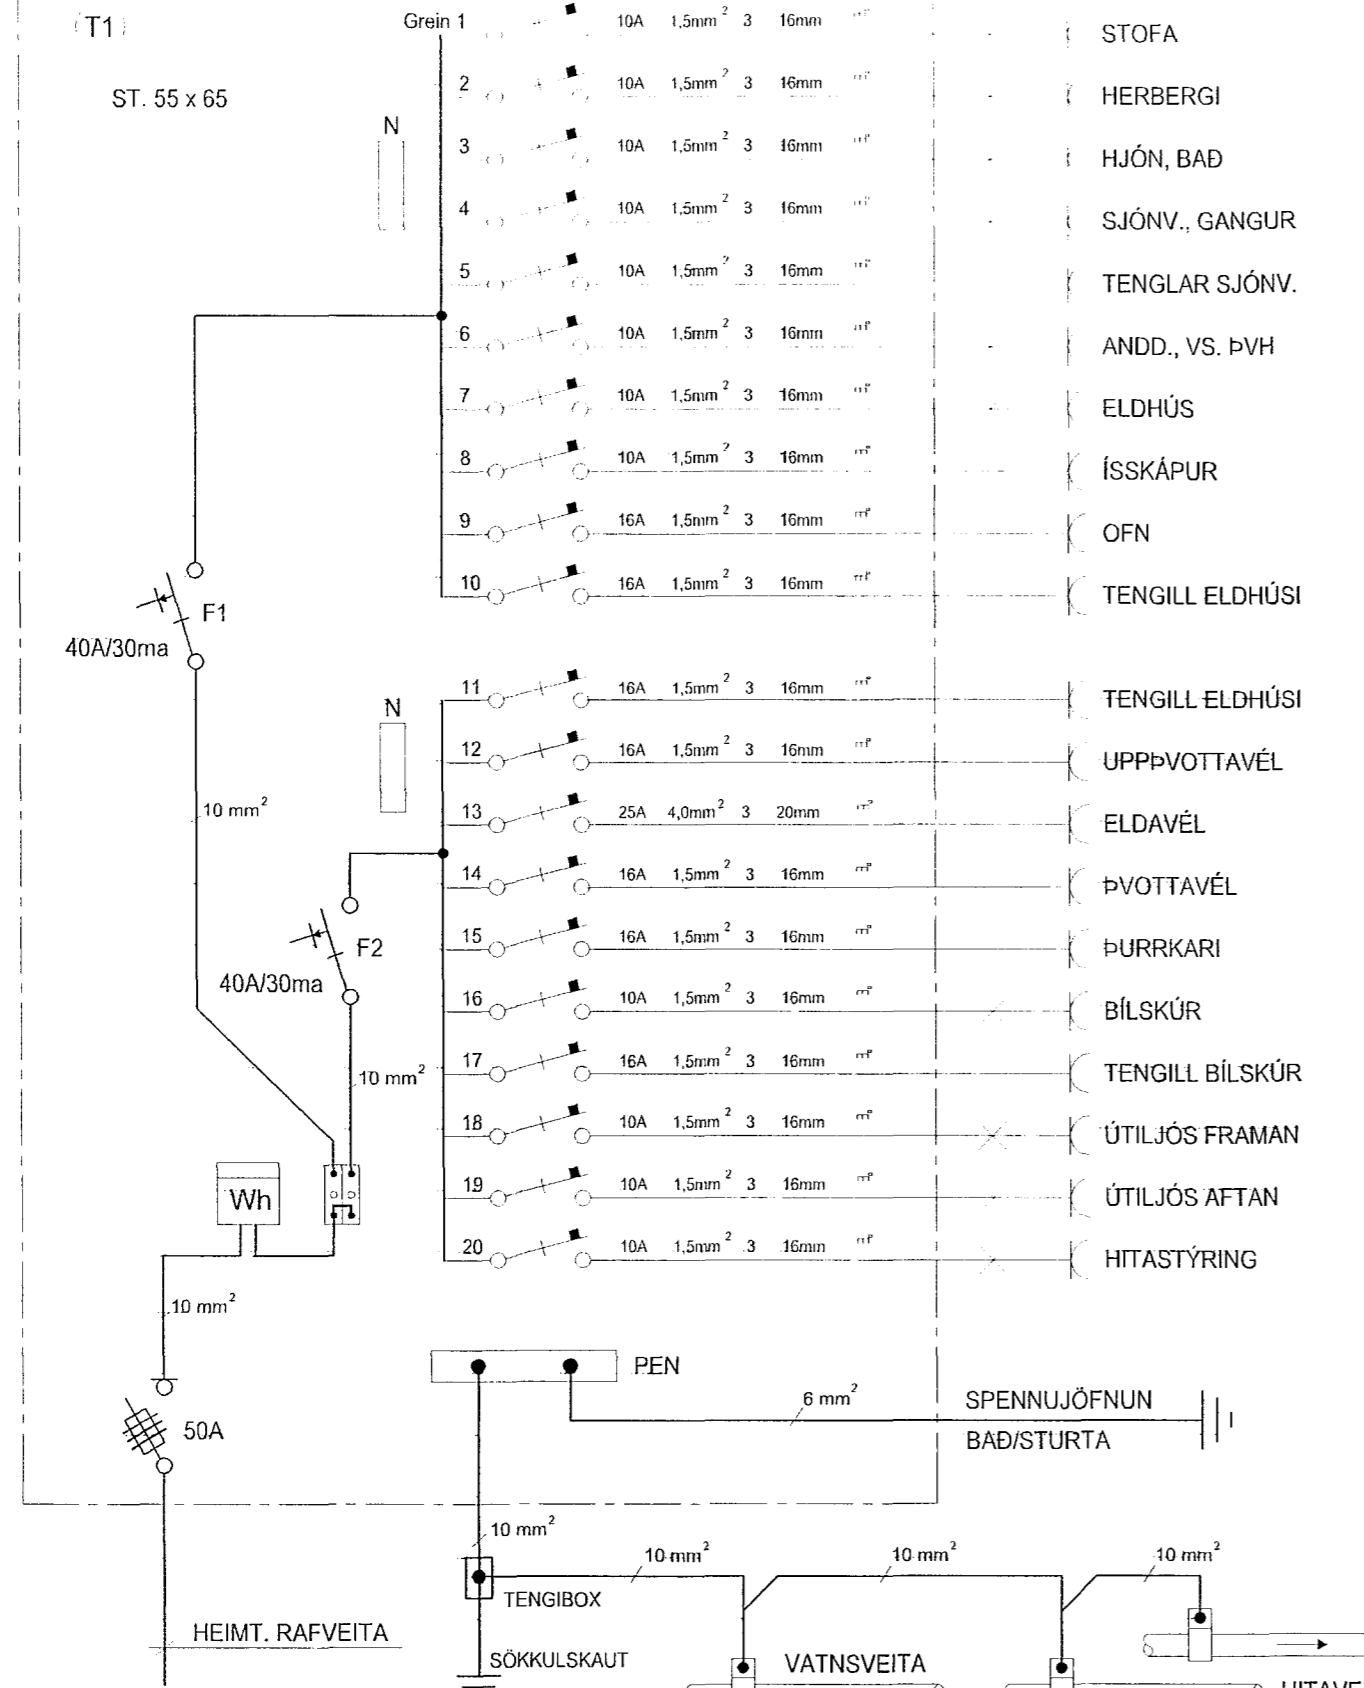 T1
ST. 55 x 65
Grein 1 10A 1,5mm² 3 16mm STOFA
2 10A 1,5mm² 3 16mm HERBERGI
N
3 10A 1,5mm² 3 16mm HJÓN, BAÐ
4 10A 1,5mm² 3 16mm SJÓNV., GANGUR
5 10A 1,5mm² 3 16mm TENGLAR SJÓNV.
6 10A 1,5mm² 3 16mm ANDD., VS. ÞVH
7 10A 1,5mm² 3 16mm ELDHÚS
8 10A 1,5mm² 3 16mm ÍSSKÁPUR
9 16A 1,5mm² 3 16mm OFN
10 16A 1,5mm² 3 16mm TENGILL ELDHÚSI
F1
40A/30ma
11 16A 1,5mm² 3 16mm TENGILL ELDHÚSI
N
12 16A 1,5mm² 3 16mm UPPÞVOTTAVÉL
10 mm²
13 25A 4,0mm² 3 20mm ELDAVÉL
14 16A 1,5mm² 3 16mm ÞVOTTAVÉL
15 16A 1,5mm² 3 16mm ÞURRKARI
F2
40A/30ma
16 10A 1,5mm² 3 16mm BÍLSKÚR
17 16A 1,5mm² 3 16mm TENGILL BÍLSKÚR
10 mm²
18 10A 1,5mm² 3 16mm ÚTILJÓS FRAMAN
19 10A 1,5mm² 3 16mm ÚTILJÓS AFTAN
Wh
20 10A 1,5mm² 3 16mm HITASTÝRING
10 mm²
PEN
6 mm²
SPENNUJÖFNUN
BAÐ/STURTA
50A
10 mm²
10 mm² 10 mm² 10 mm²
TENGIBOX
HEIMT. RAFVEITA
SÖKKULSKAUT
VATNSVEITA
HITAVE